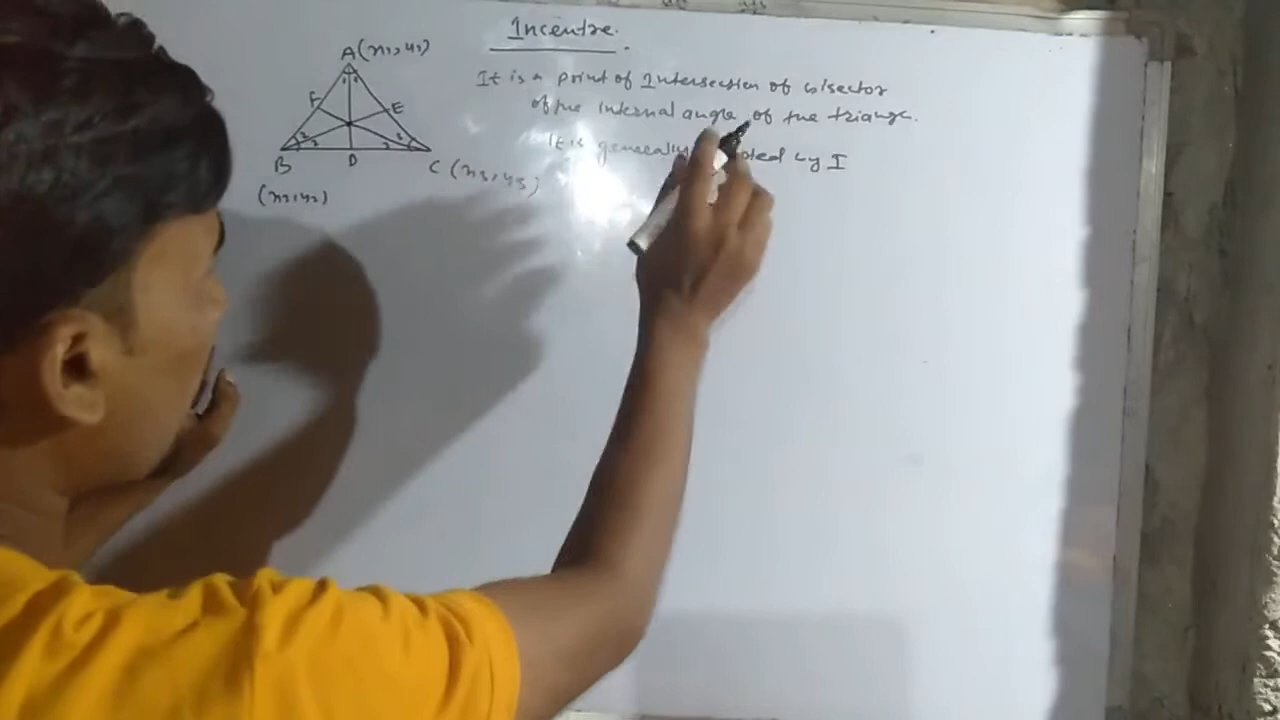 Incentre.
A(x1,y1)
It is a point of Intersection of bisector
of the internal angle of the triangle.
It is generally by I
F
E
B
D
C (x3,y3)
(x2,y2)